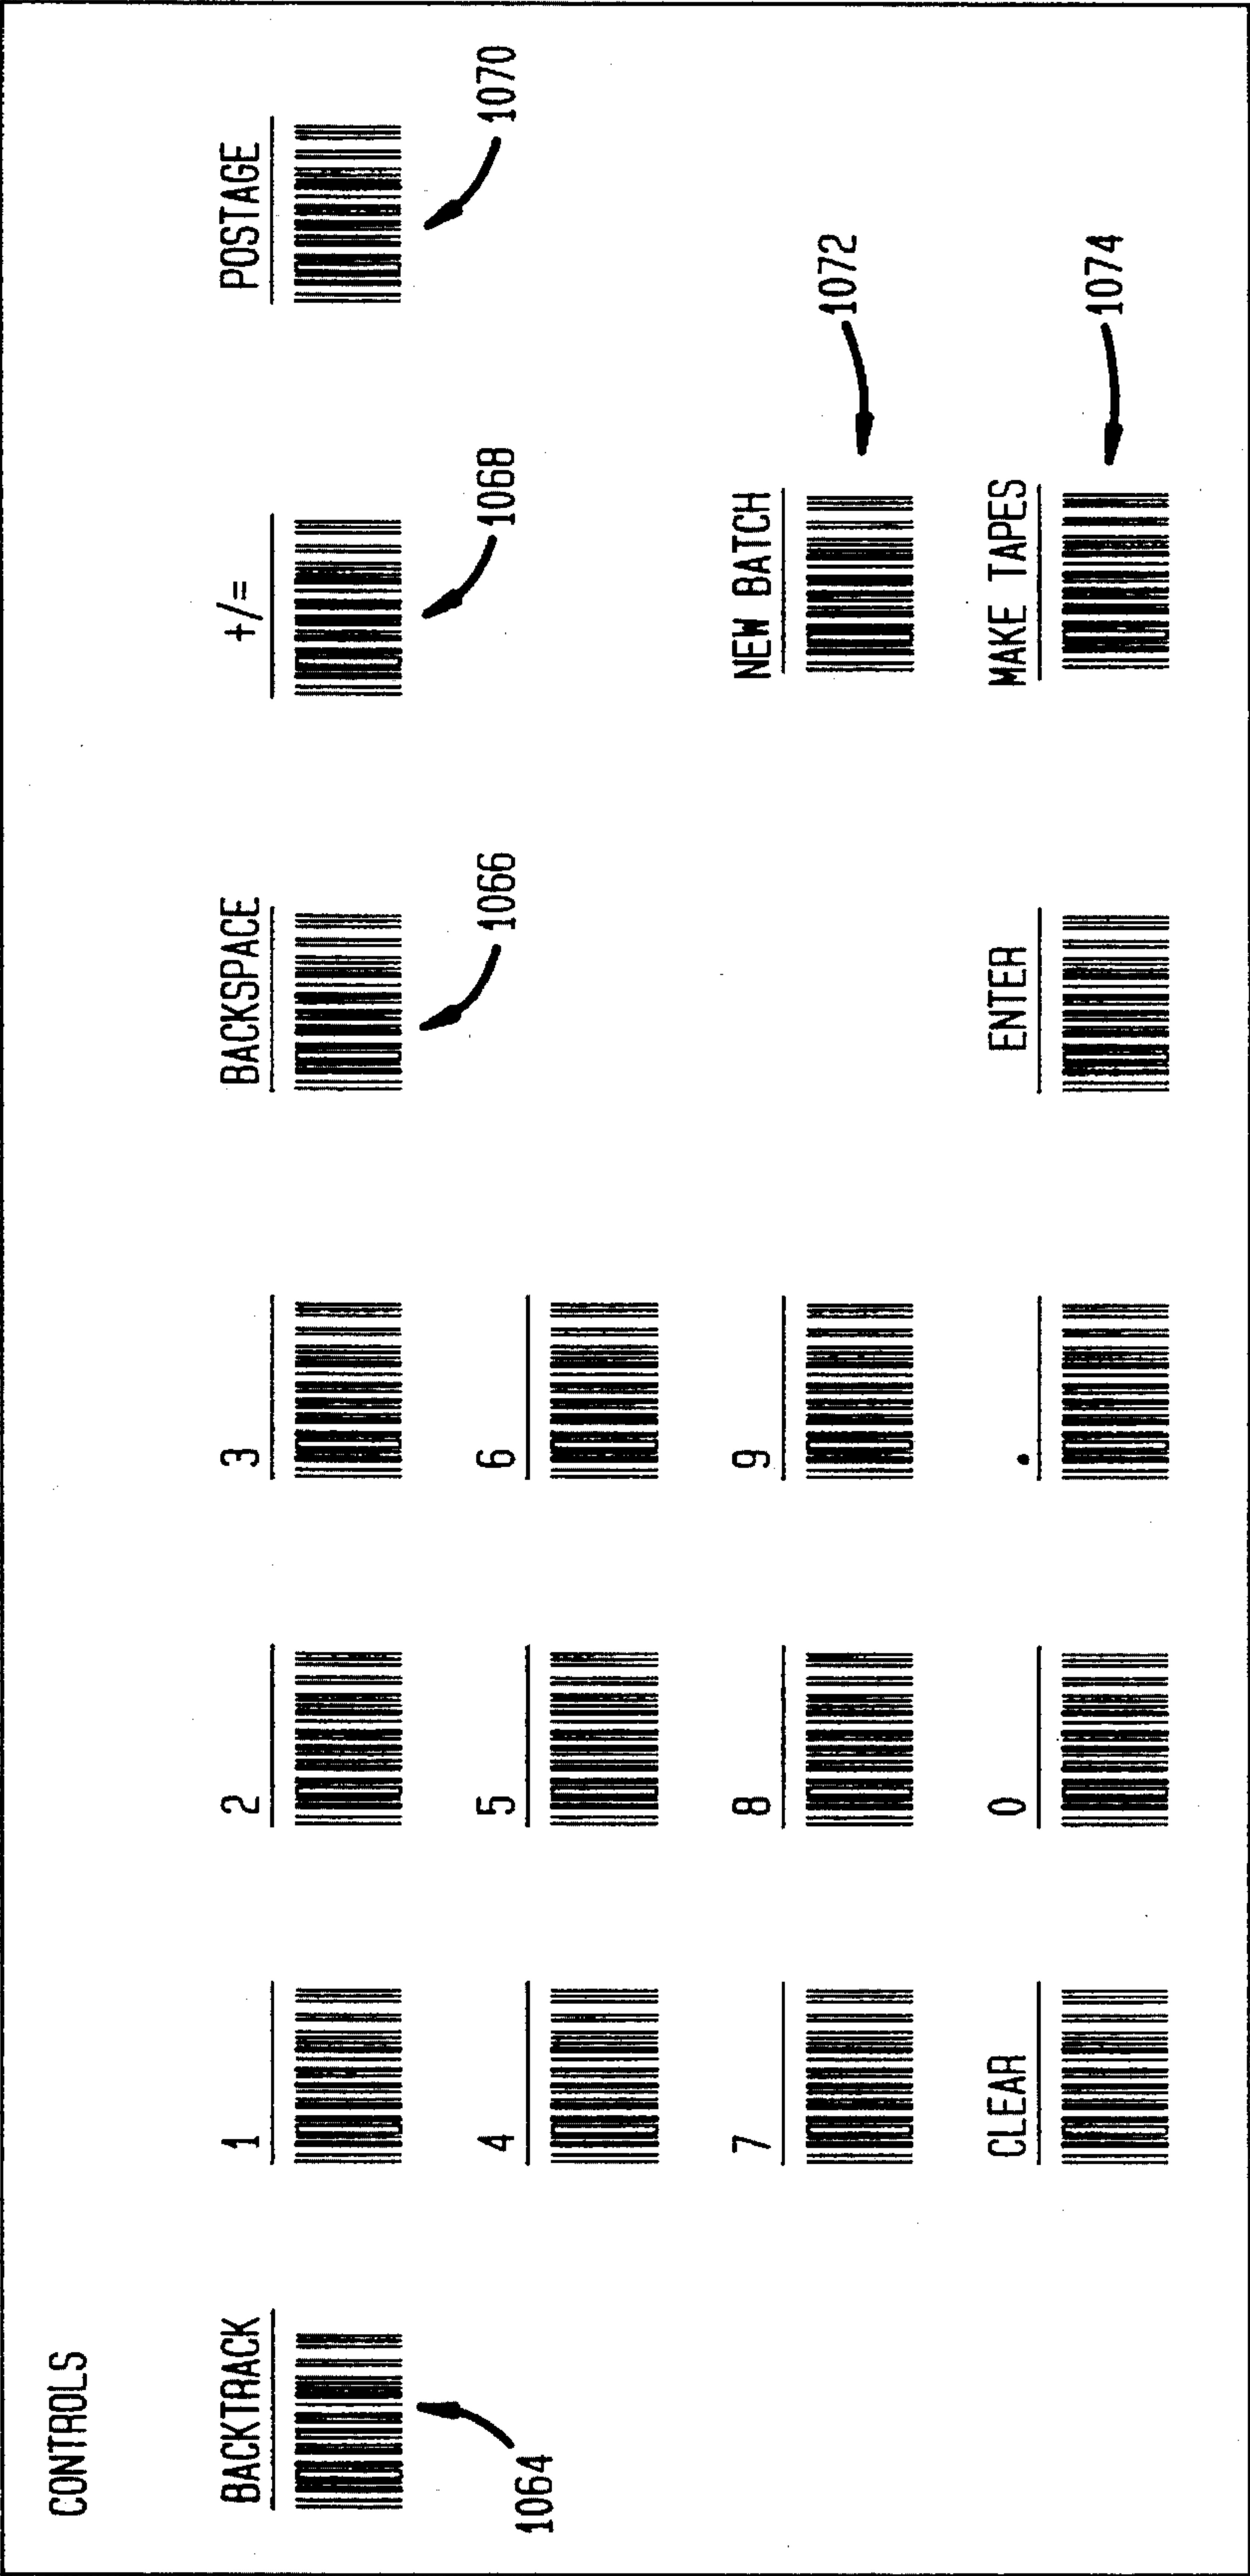 CONTROLS
BACKTRACK 1 2 3 BACKSPACE +/= POSTAGE
1064 1066 1068 1070
4 5 6
7 8 9 NEW BATCH
1072
CLEAR 0 . ENTER MAKE TAPES
1074